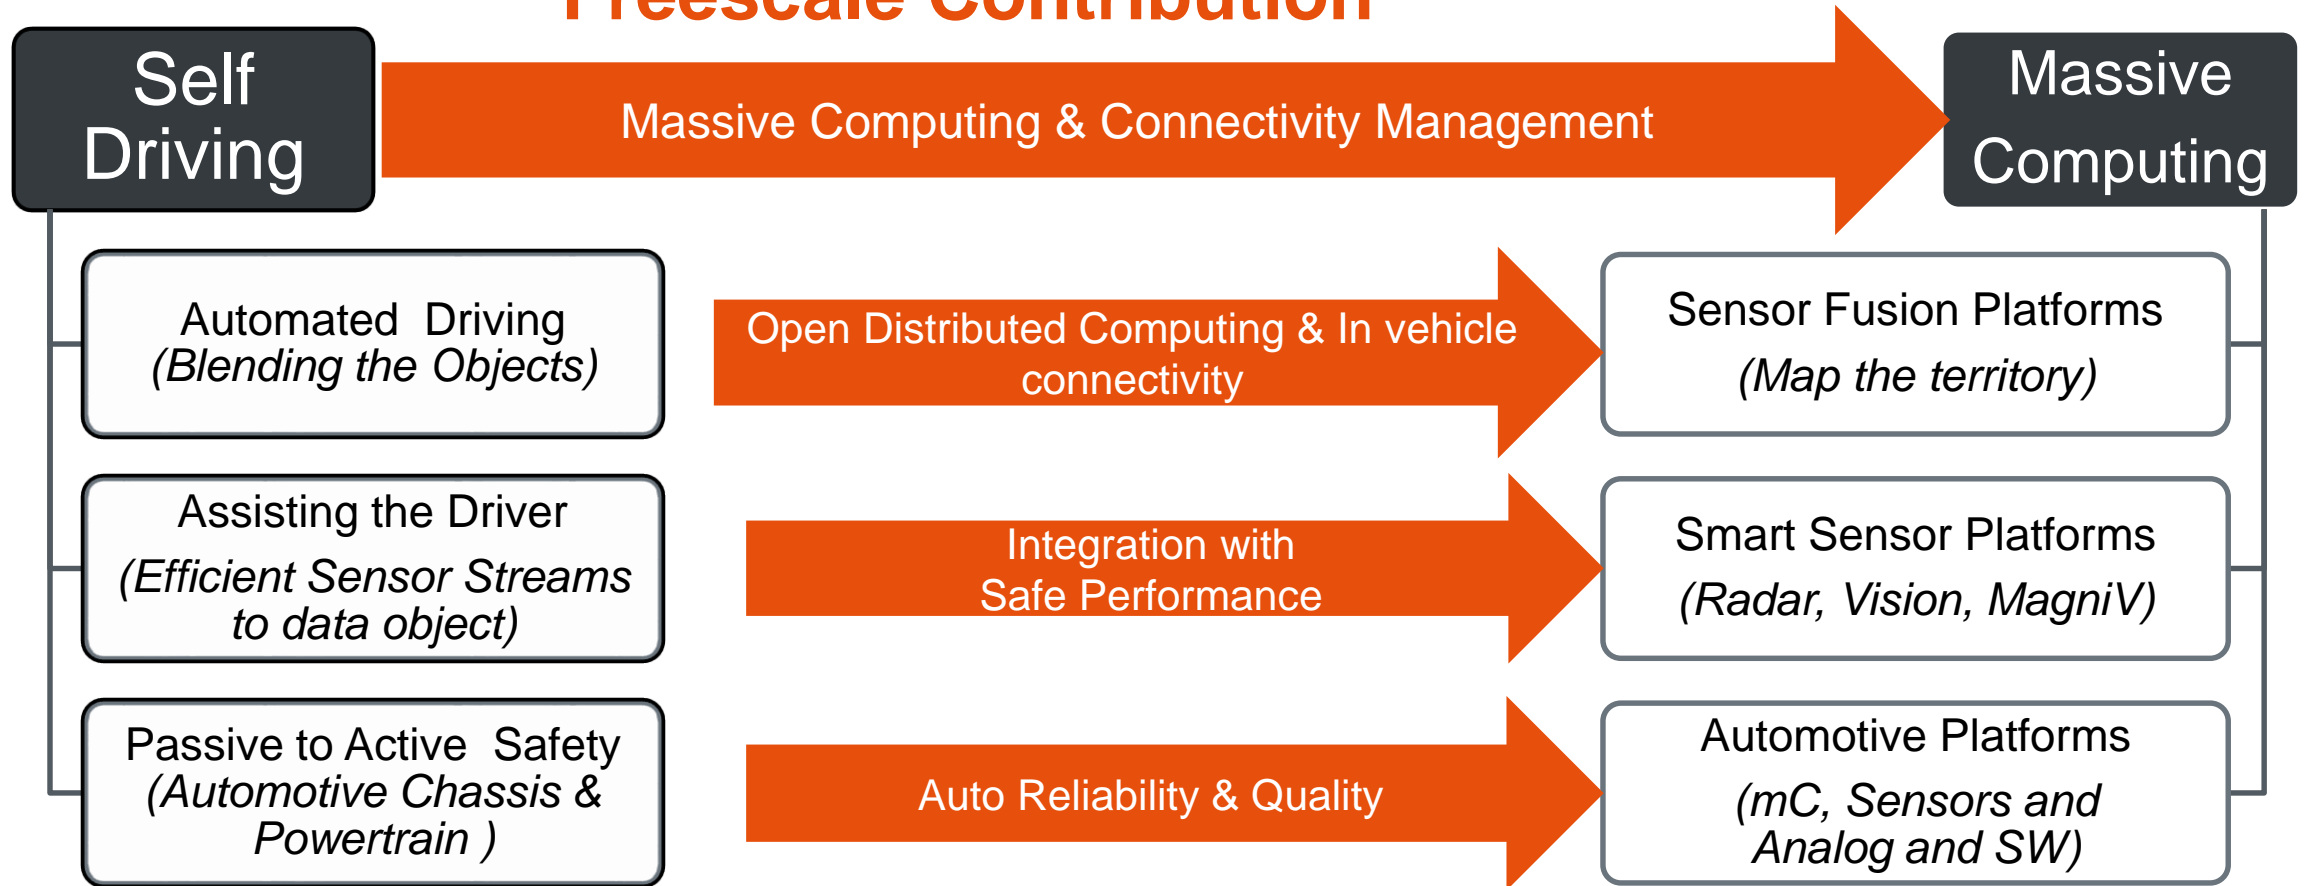 Freescale Contribution
Self
Driving
Massive Computing & Connectivity Management
Massive
Computing
Automated  Driving
(Blending the Objects)
Open Distributed Computing & In vehicle
connectivity
Sensor Fusion Platforms
(Map the territory)
Assisting the Driver
(Efficient Sensor Streams
to data object)
Integration with
Safe Performance
Smart Sensor Platforms
(Radar, Vision, MagniV)
Passive to Active  Safety
(Automotive Chassis &
Powertrain )
Auto Reliability & Quality
Automotive Platforms
(mC, Sensors and
Analog and SW)